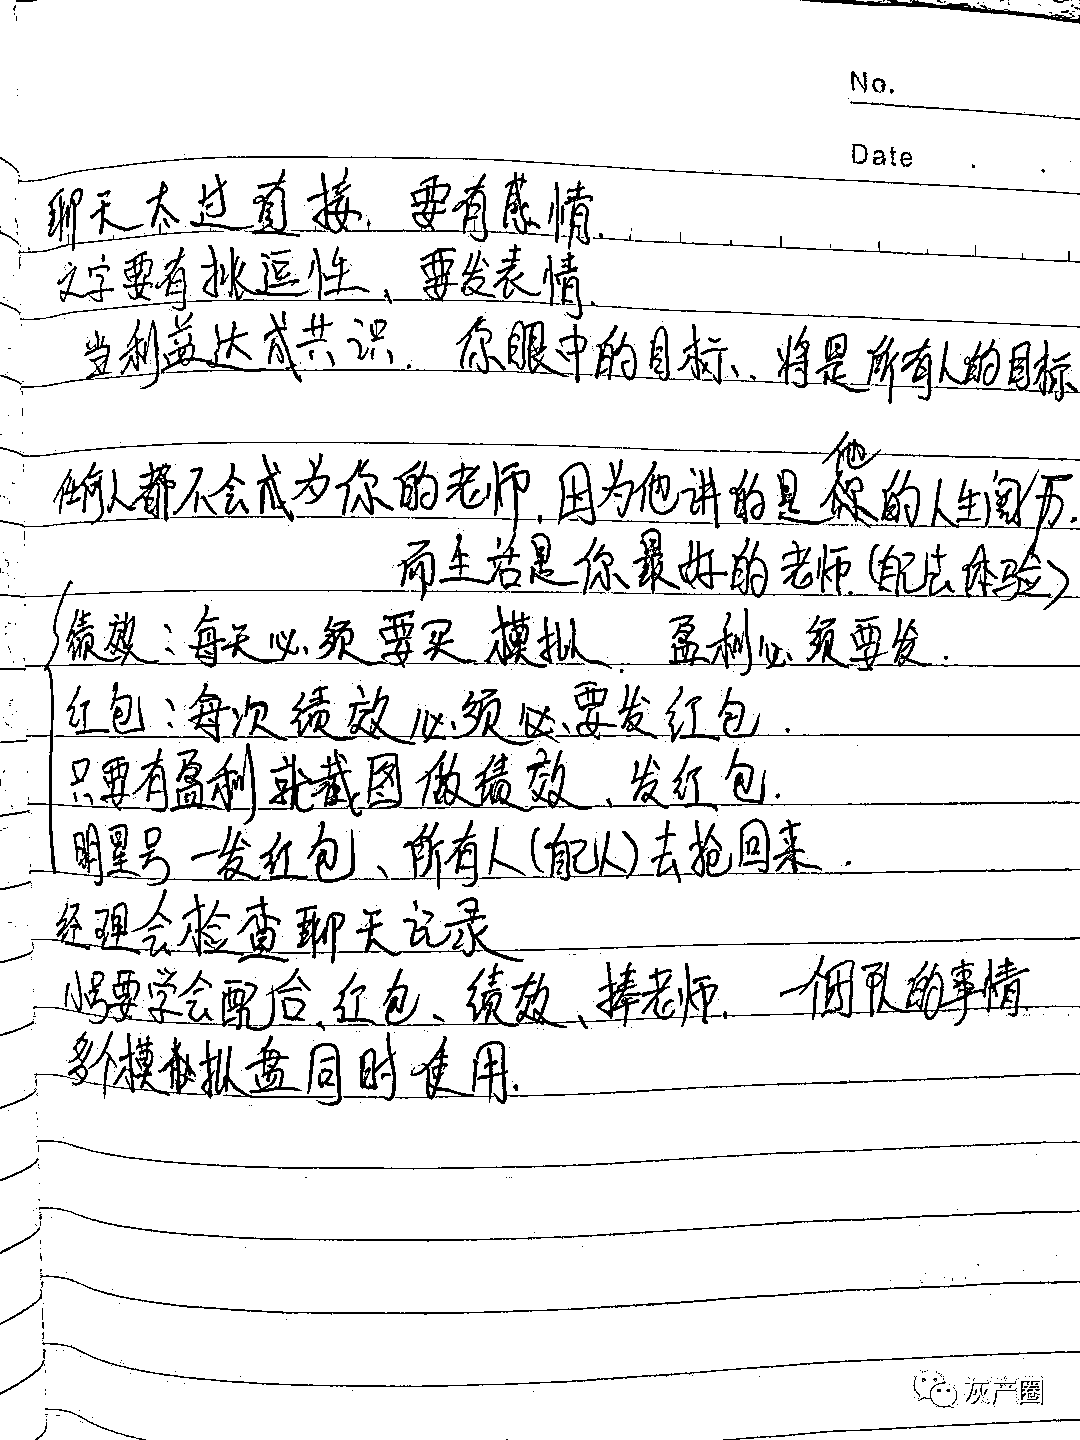 No.
Date
聊天太过直接、要有感情.
文字要有挑逗性、要发表情.
当利益达成共识. 你眼中的目标、将是所有人的目标、
任何人都不会成为你的老师、因为他讲的是他的人生阅历.
而生活是你最好的老师.(自己去体验)
绩效：每天必须要买模拟. 盈利必须要发.
红包：每次绩效必须必要发红包.
只要有盈利就截图做绩效、发红包.
明星号一发红包、所有人(自己人)去抢回来.
经理会检查聊天记录
小号要学会配合、红包、绩效、捧老师. 一個团队的事情
多个模拟盘同时使用.
灰产圈